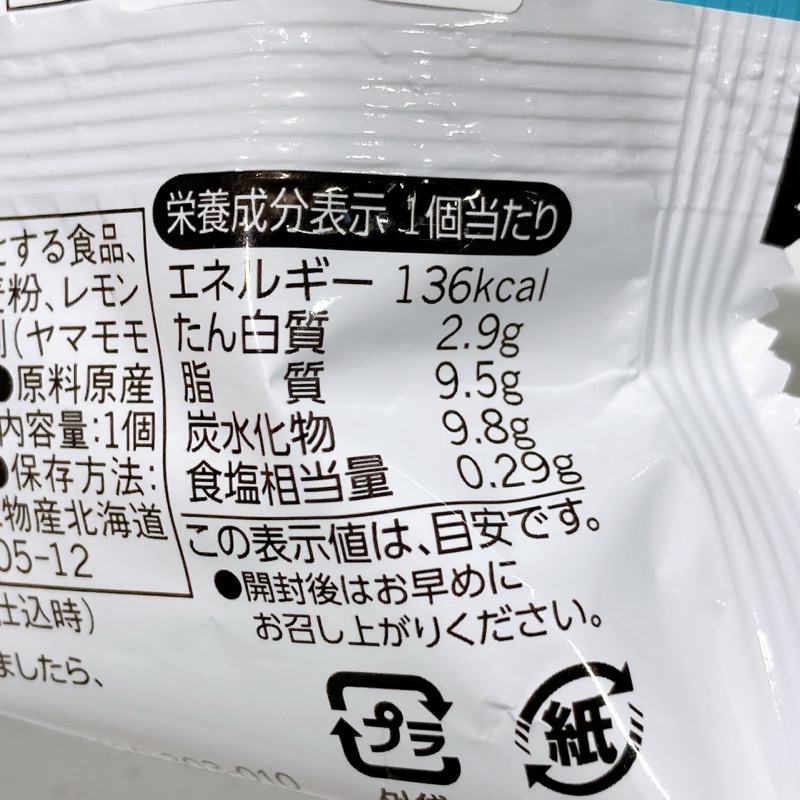 とする食品、
粉、レモン
(ヤマモモ
●原料原産
内容量:1個
●保存方法:
物産北海道
05-12
仕込時)
ましたら、
栄養成分表示 1個当たり
エネルギー 136kcal
たん白質 2.9g
脂質 9.5g
炭水化物 9.8g
食塩相当量 0.29g
この表示値は、目安です。
●開封後はお早めに
お召し上がりください。
プラ
紙